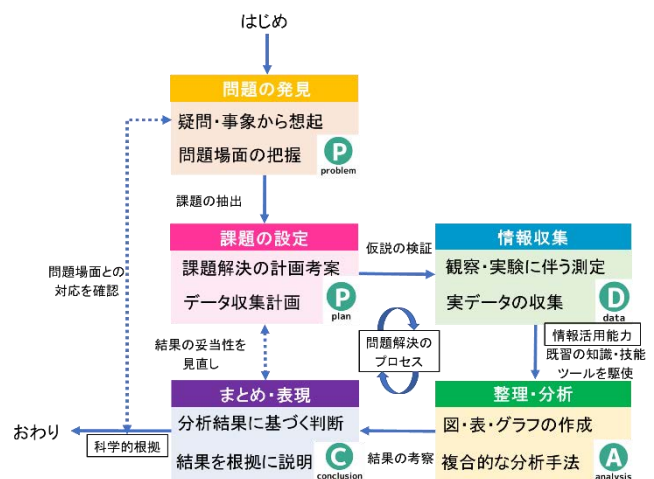 はじめ
問題の発見
疑問・事象から想起
問題場面の把握
P
problem
課題の抽出
課題の設定
課題解決の計画考案
データ収集計画
P
plan
仮説の検証
情報収集
観察・実験に伴う測定
実データの収集
D
data
問題場面との
対応を確認
結果の妥当性を
見直し
問題解決の
プロセス
情報活用能力
既習の知識・技能
ツールを駆使
まとめ・表現
分析結果に基づく判断
結果を根拠に説明
C
conclusion
結果の考察
整理・分析
図・表・グラフの作成
複合的な分析手法
A
analysis
おわり
科学的根拠